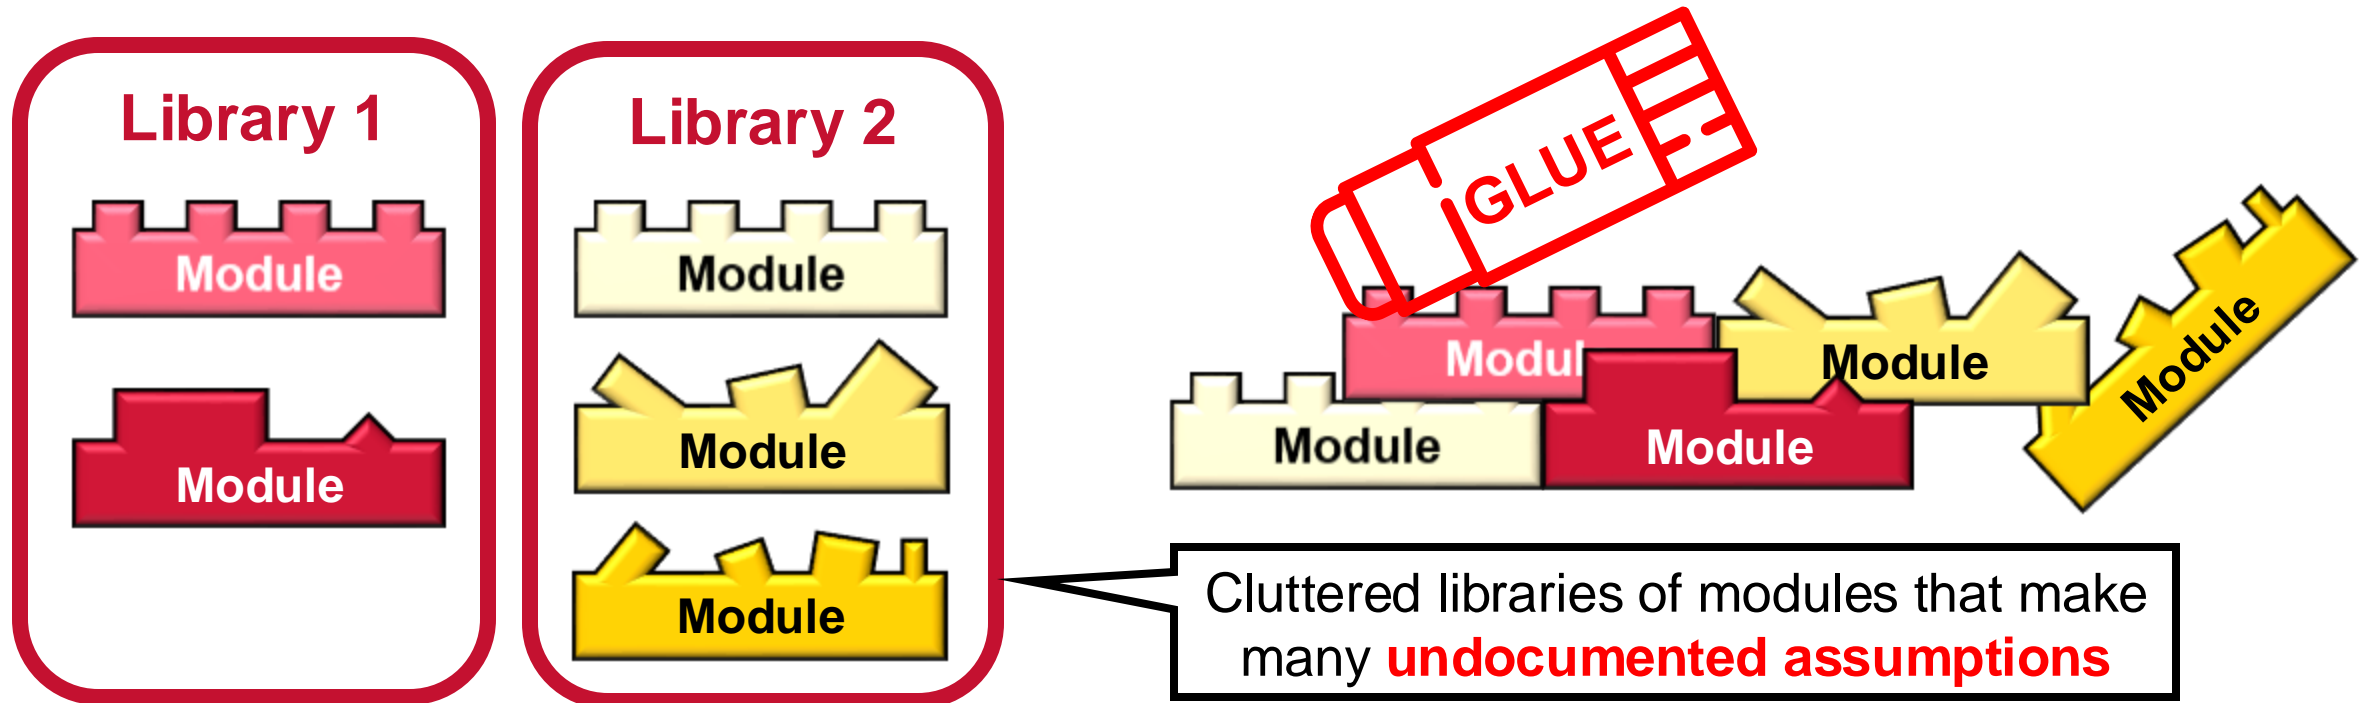 Library 1
Module
Module
Library 2
Module
Module
Module
GLUE
Modul
Module
Module
Module
Module
Cluttered libraries of modules that make
many undocumented assumptions